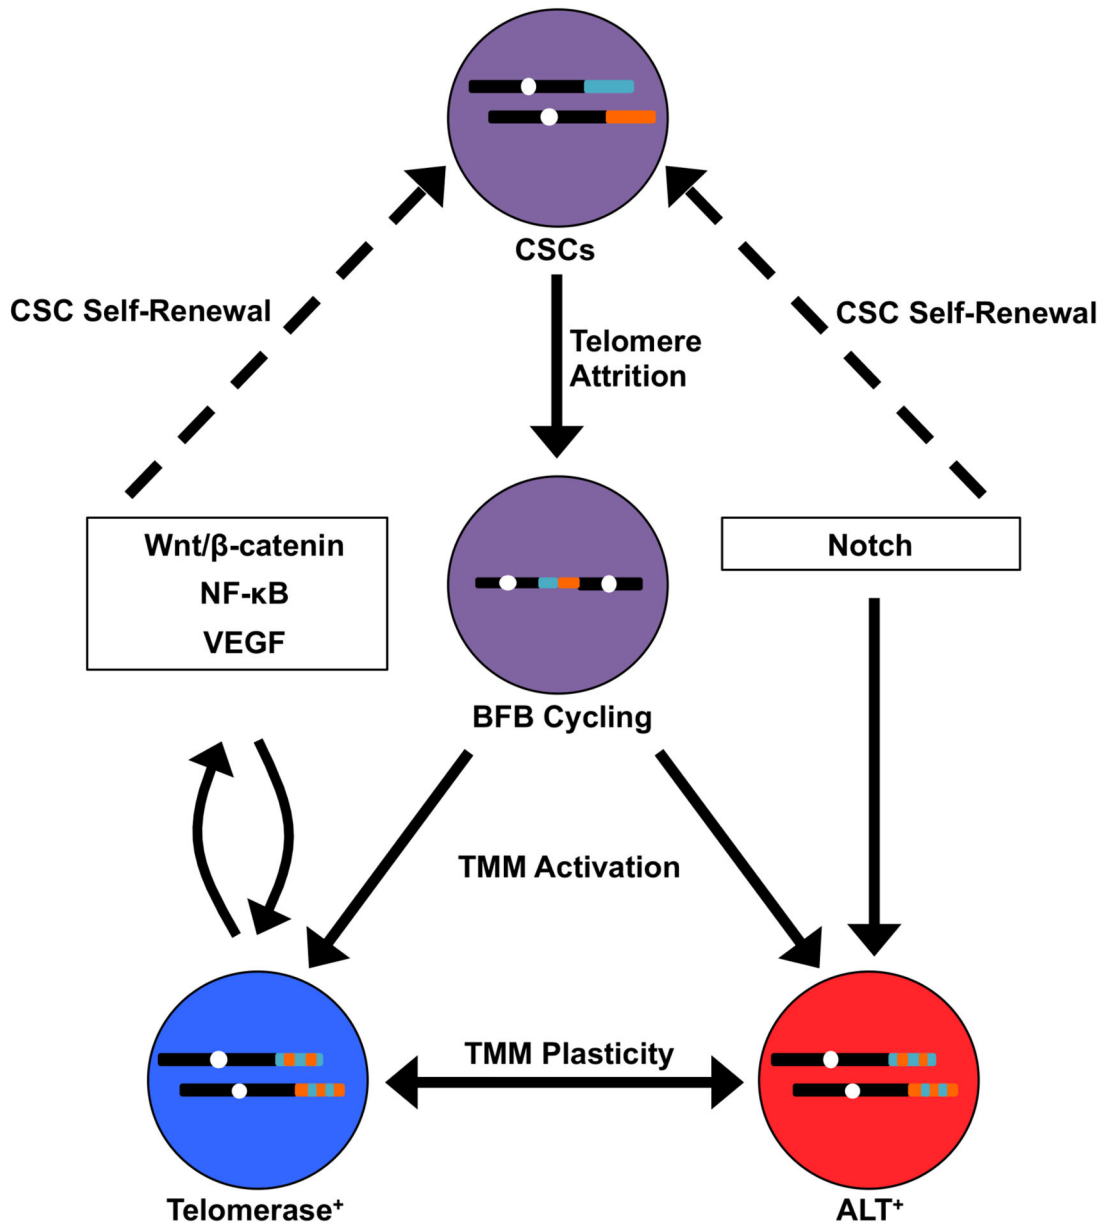 CSCs
CSC Self-Renewal
CSC Self-Renewal
Telomere
Attrition
Wnt/β-catenin
NF-κB
VEGF
Notch
BFB Cycling
TMM Activation
TMM Plasticity
Telomerase⁺
ALT⁺